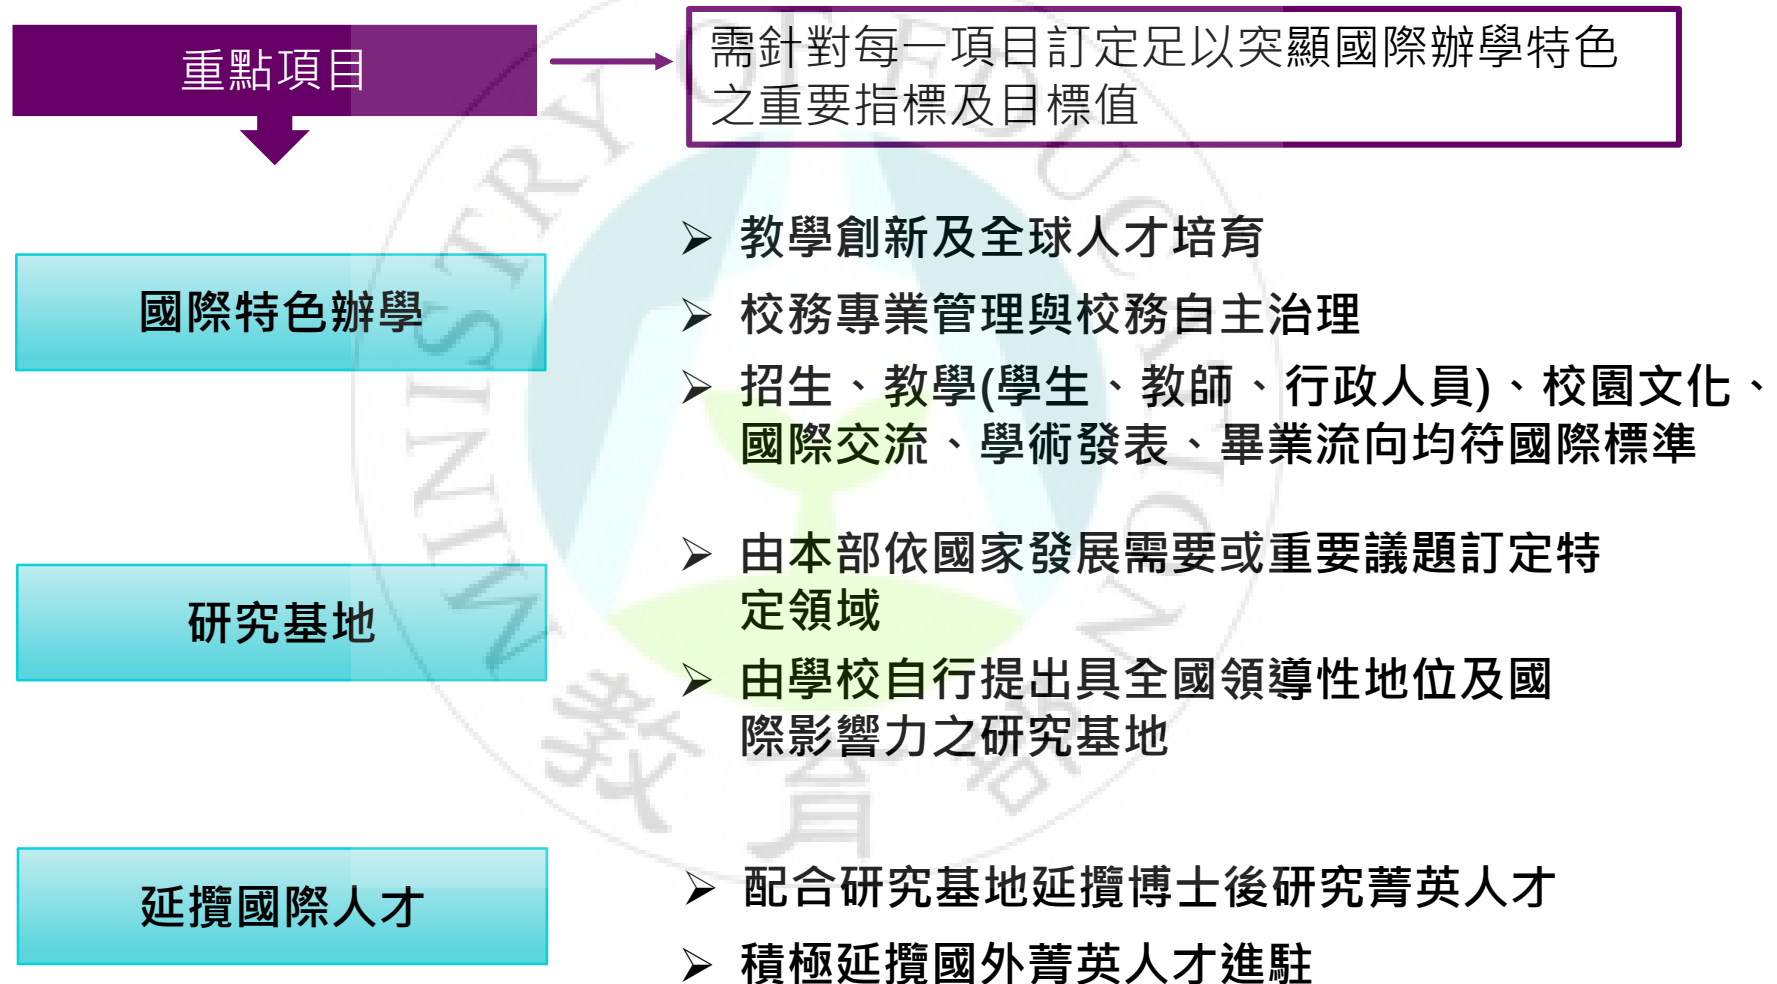 重點項目
需針對每一項目訂定足以突顯國際辦學特色
之重要指標及目標值
國際特色辦學
➢ 教學創新及全球人才培育
➢ 校務專業管理與校務自主治理
➢ 招生、教學(學生、教師、行政人員)、校園文化、
國際交流、學術發表、畢業流向均符國際標準
研究基地
➢ 由本部依國家發展需要或重要議題訂定特
定領域
➢ 由學校自行提出具全國領導性地位及國
際影響力之研究基地
延攬國際人才
➢ 配合研究基地延攬博士後研究菁英人才
➢ 積極延攬國外菁英人才進駐
MINISTRY OF EDUCATION
教育部